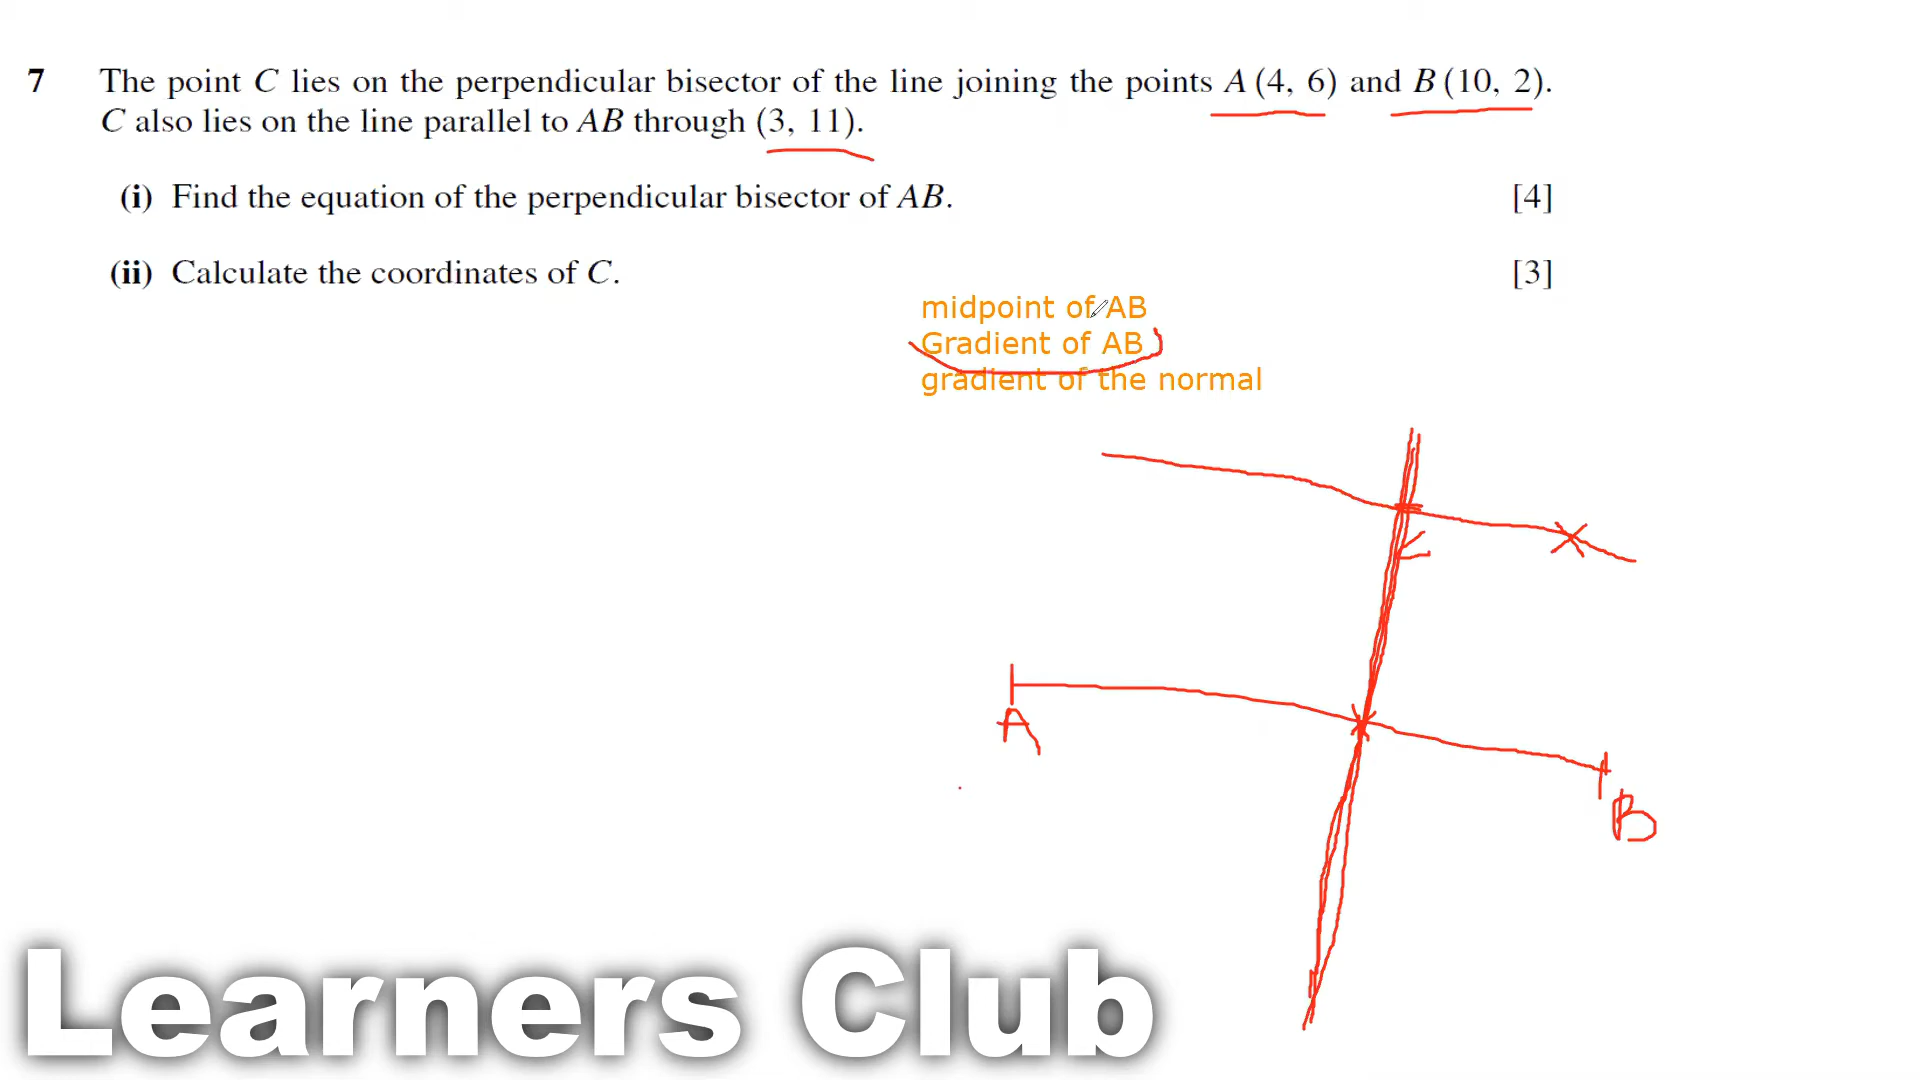 7 The point C lies on the perpendicular bisector of the line joining the points A (4, 6) and B (10, 2).
C also lies on the line parallel to AB through (3, 11).
(i) Find the equation of the perpendicular bisector of AB. [4]
(ii) Calculate the coordinates of C. [3]
midpoint of AB
Gradient of AB
gradient of the normal
A
B
Learners Club